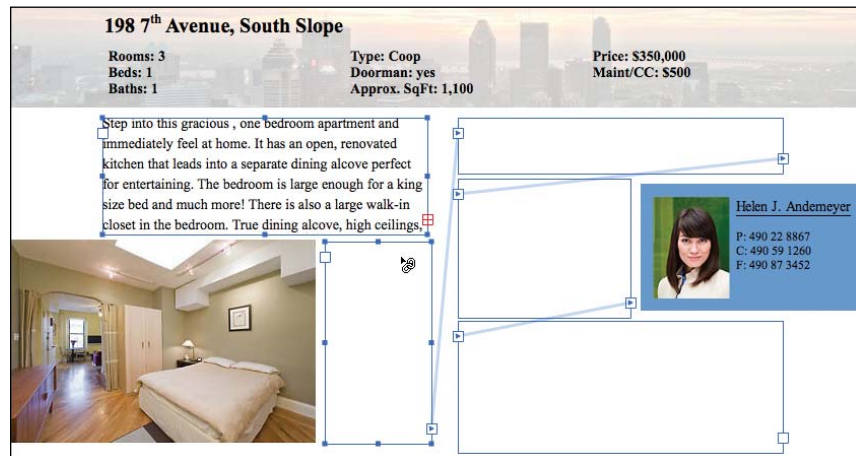 198 7th Avenue, South Slope
Rooms: 3
Beds: 1
Baths: 1
Type: Coop
Doorman: yes
Approx. SqFt: 1,100
Price: $350,000
Maint/CC: $500
Step into this gracious , one bedroom apartment and
immediately feel at home. It has an open, renovated
kitchen that leads into a separate dining alcove perfect
for entertaining. The bedroom is large enough for a king
size bed and much more! There is also a large walk-in
closet in the bedroom. True dining alcove, high ceilings,
Helen J. Andemeyer
P: 490 22 8867
C: 490 59 1260
F: 490 87 3452